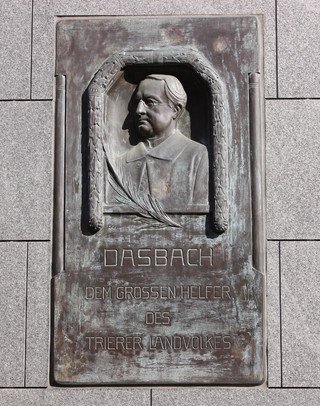 DASBACH
DEM GROSSEN HELFER
DES
TRIERER LANDVOLKES